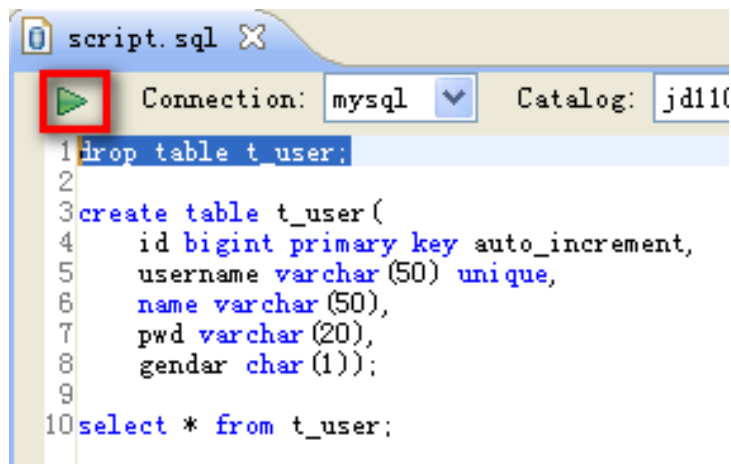 script.sql
Connection: mysql Catalog: jd110
1 drop table t_user;
2
3 create table t_user(
4 id bigint primary key auto_increment,
5 username varchar(50) unique,
6 name varchar(50),
7 pwd varchar(20),
8 gendar char(1));
9
10 select * from t_user;